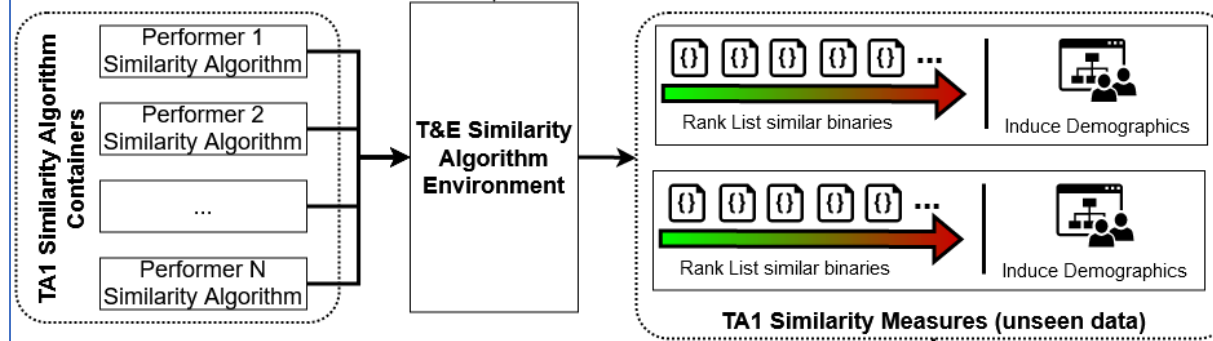 TA1 Similarity Algorithm
Containers
Performer 1
Similarity Algorithm
Performer 2
Similarity Algorithm
...
Performer N
Similarity Algorithm
T&E Similarity
Algorithm
Environment
{} {} {} {} {} ...
Rank List similar binaries
Induce Demographics
{} {} {} {} {} ...
Rank List similar binaries
Induce Demographics
TA1 Similarity Measures (unseen data)